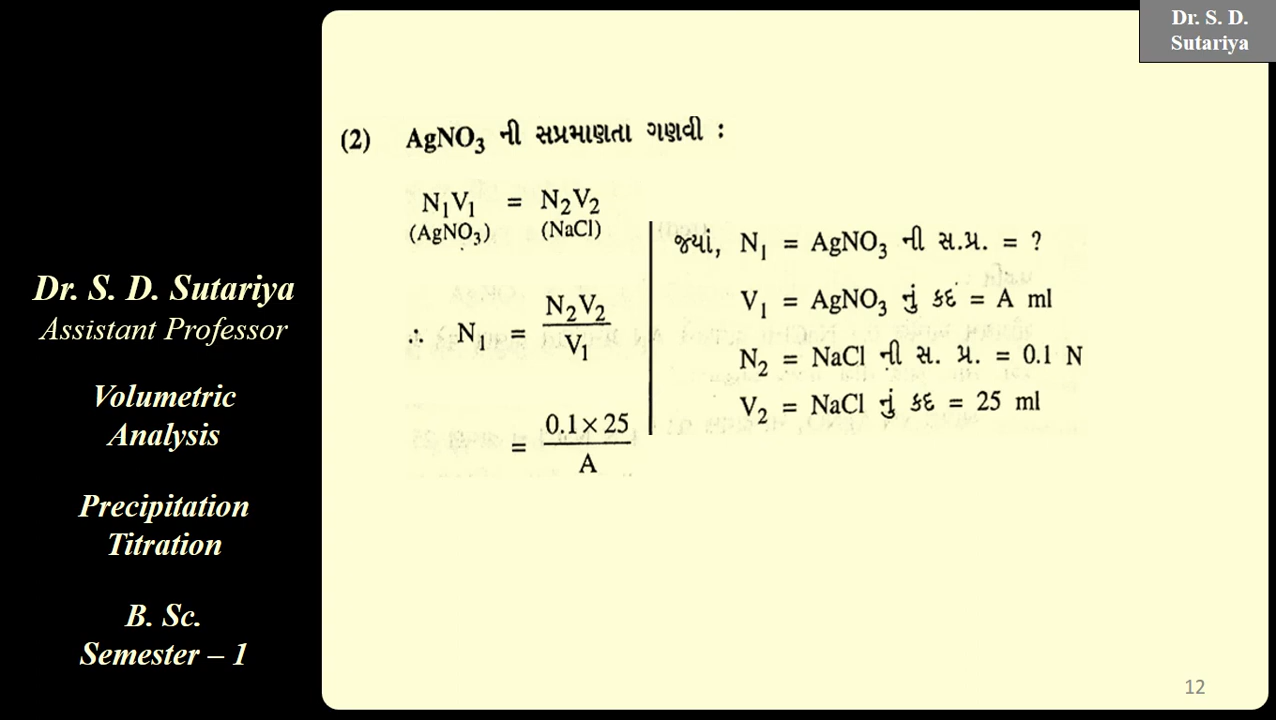 Dr. S. D.
Sutariya
Dr. S. D. Sutariya
Assistant Professor
Volumetric
Analysis
Precipitation
Titration
B. Sc.
Semester – 1
(2) AgNO₃ ની સપ્રમાણતા ગણવી :
N₁V₁ = N₂V₂
(AgNO₃) (NaCl)
∴ N₁ = N₂V₂ / V₁
= 0.1 × 25 / A
જ્યાં, N₁ = AgNO₃ ની સ.પ્ર. = ?
V₁ = AgNO₃ નું કદ = A ml
N₂ = NaCl ની સ. પ્ર. = 0.1 N
V₂ = NaCl નું કદ = 25 ml
12